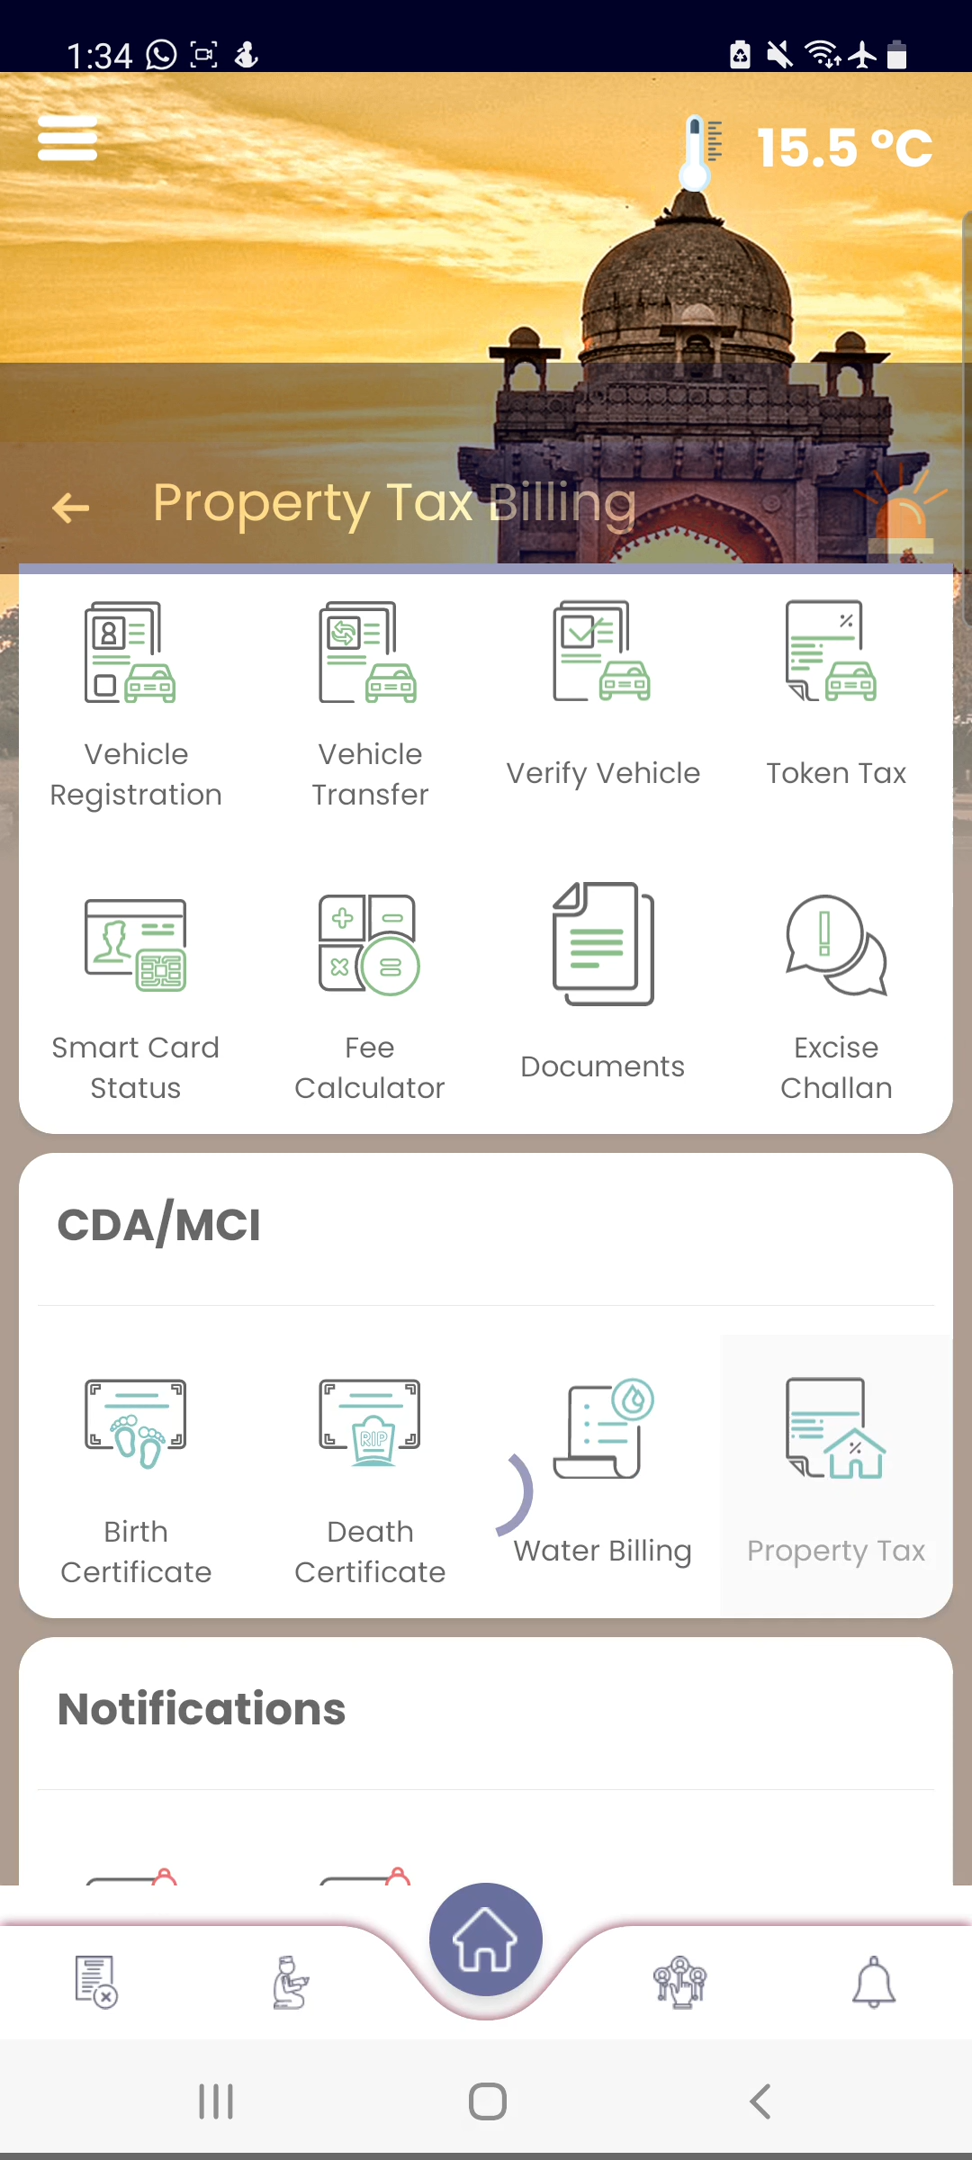 1:34
15.5 °C
Property Tax Billing
Vehicle
Registration
Vehicle
Transfer
Verify Vehicle
Token Tax
Smart Card
Status
Fee
Calculator
Documents
Excise
Challan
CDA/MCI
Birth
Certificate
RIP
Death
Certificate
Water Billing
Property Tax
Notifications